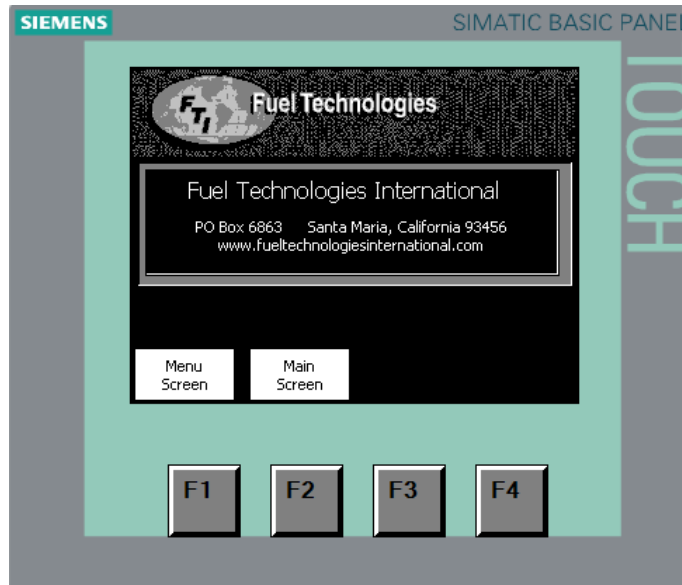 SIEMENS
SIMATIC BASIC PANEL
TOUCH
FTI
Fuel Technologies
Fuel Technologies International
PO Box 6863 Santa Maria, California 93456
www.fueltechnologiesinternational.com
Menu
Screen
Main
Screen
F1
F2
F3
F4